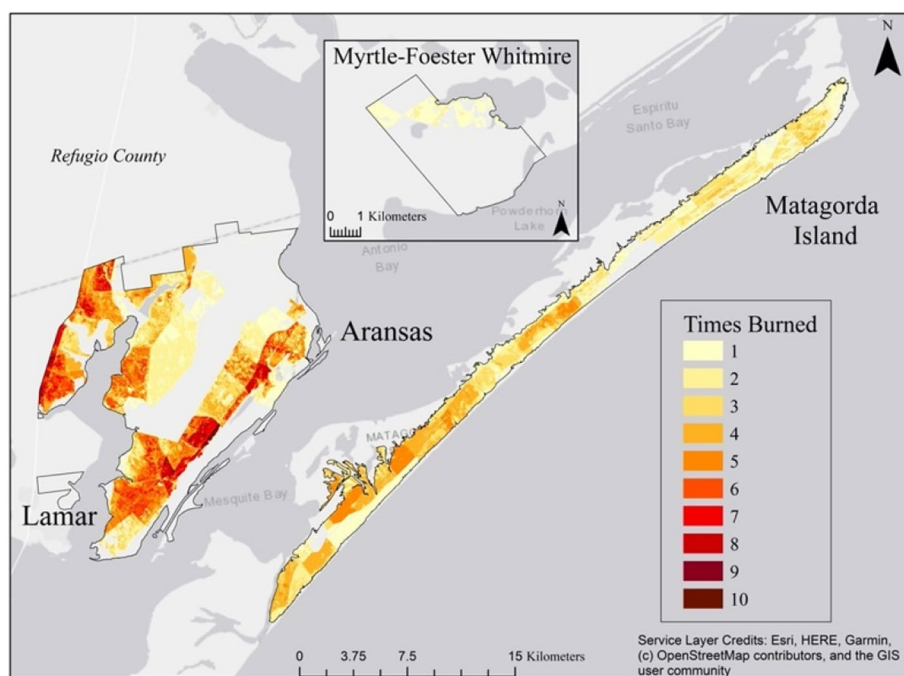 Myrtle-Foester Whitmire
N
Espiritu
Santo Bay
Refugio County
0 1 Kilometers
N
Powderhorn
Lake
Antonio
Bay
Matagorda
Island
Aransas
Times Burned
1
2
3
4
5
6
7
8
9
10
Mesquite Bay
Lamar
0 3.75 7.5 15 Kilometers
Service Layer Credits: Esri, HERE, Garmin,
(c) OpenStreetMap contributors, and the GIS
user community